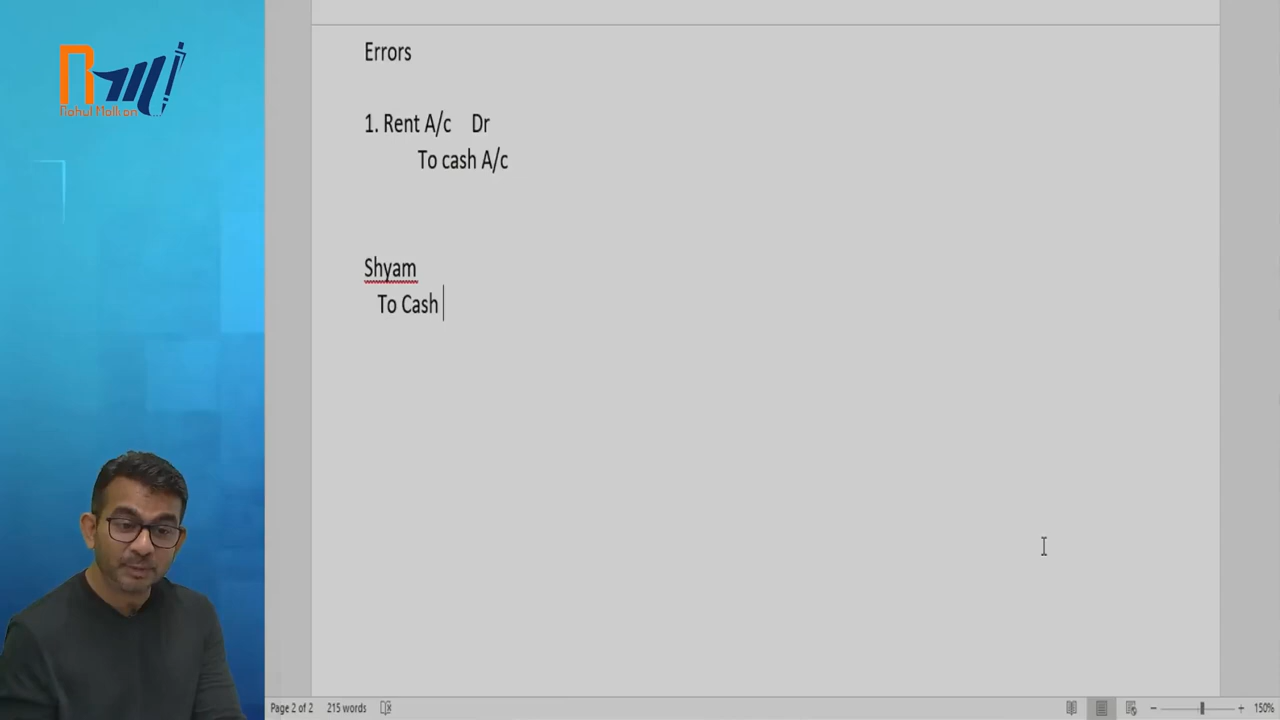 Errors
1. Rent A/c Dr
To cash A/c
Shyam
To Cash
Page 2 of 2 215 words 150%